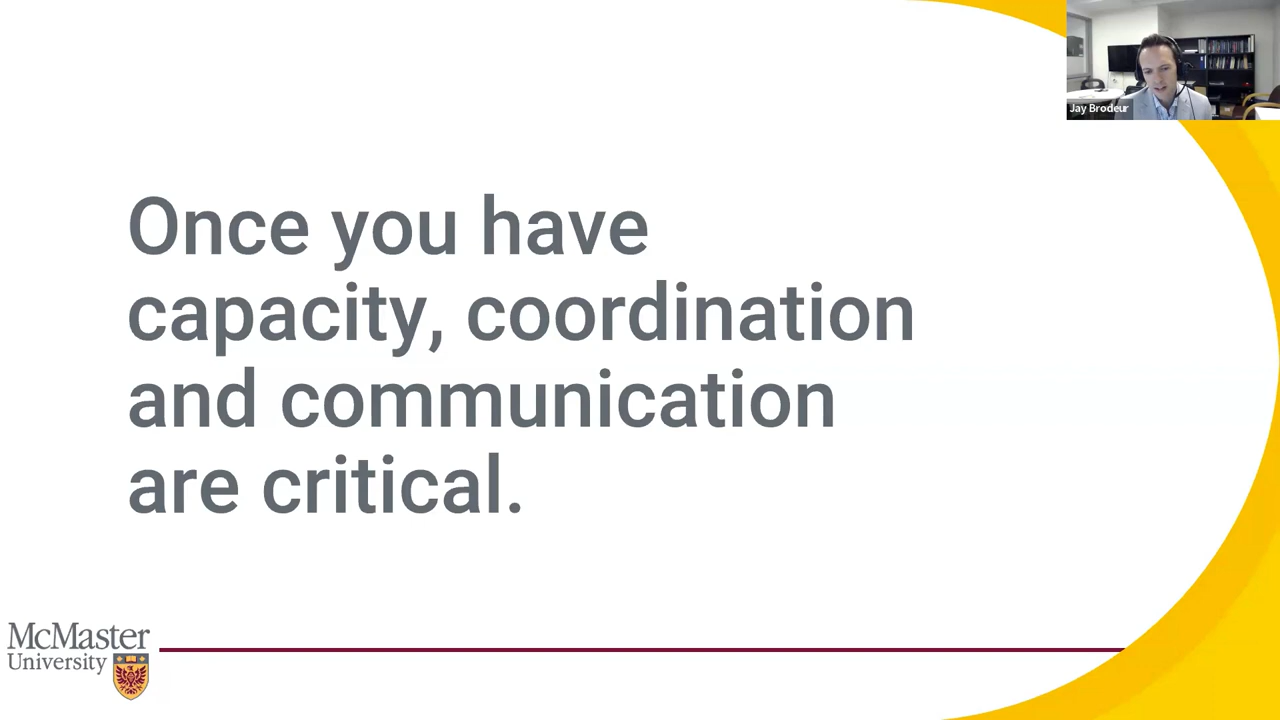 Jay Brodeur
Once you have
capacity, coordination
and communication
are critical.
McMaster
University